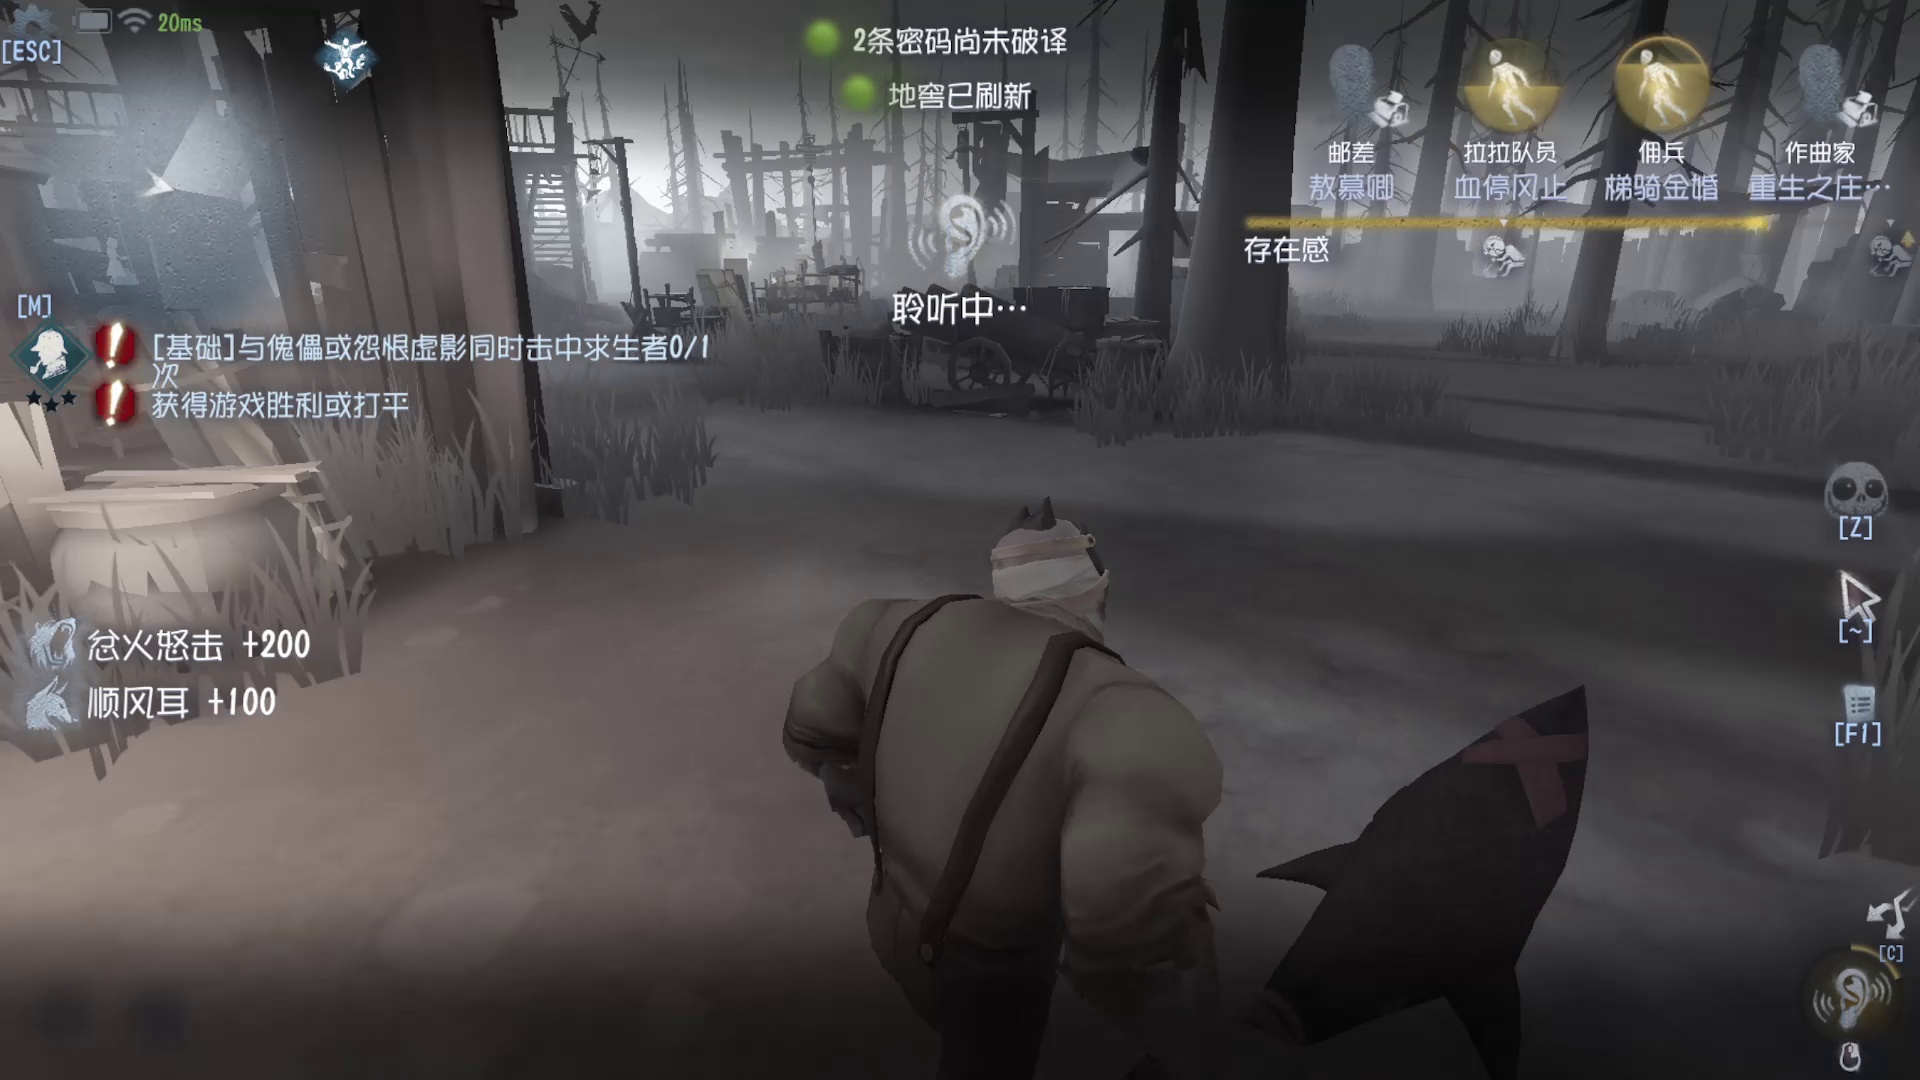 20ms
[ESC]
2条密码尚未破译
地窖已刷新
聆听中…
邮差
拉拉队员
佣兵
作曲家
敖慕卿
血停风止
梯骑金婚
重生之庄…
存在感
[M]
[基础]与傀儡或怨恨虚影同时击中求生者0/1
次
获得游戏胜利或打平
忿火怒击 +200
顺风耳 +100
[Z]
[~]
[F1]
[C]